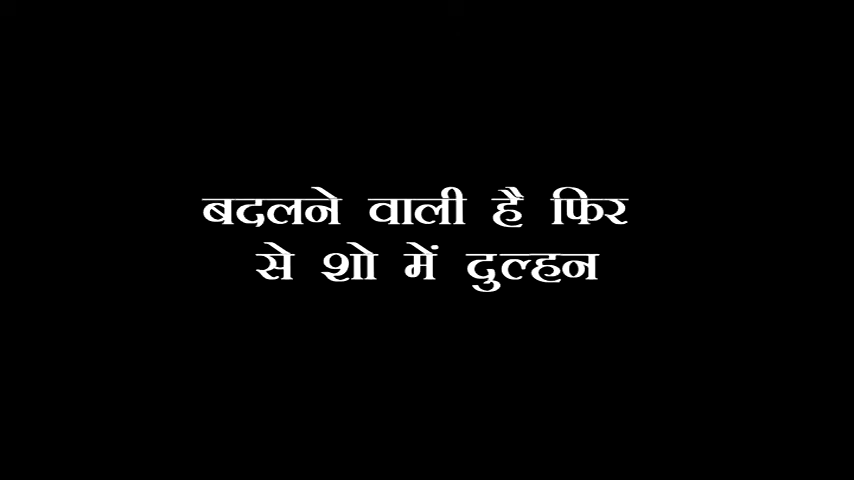 बदलने वाली है फिर
से शो में दुल्हन